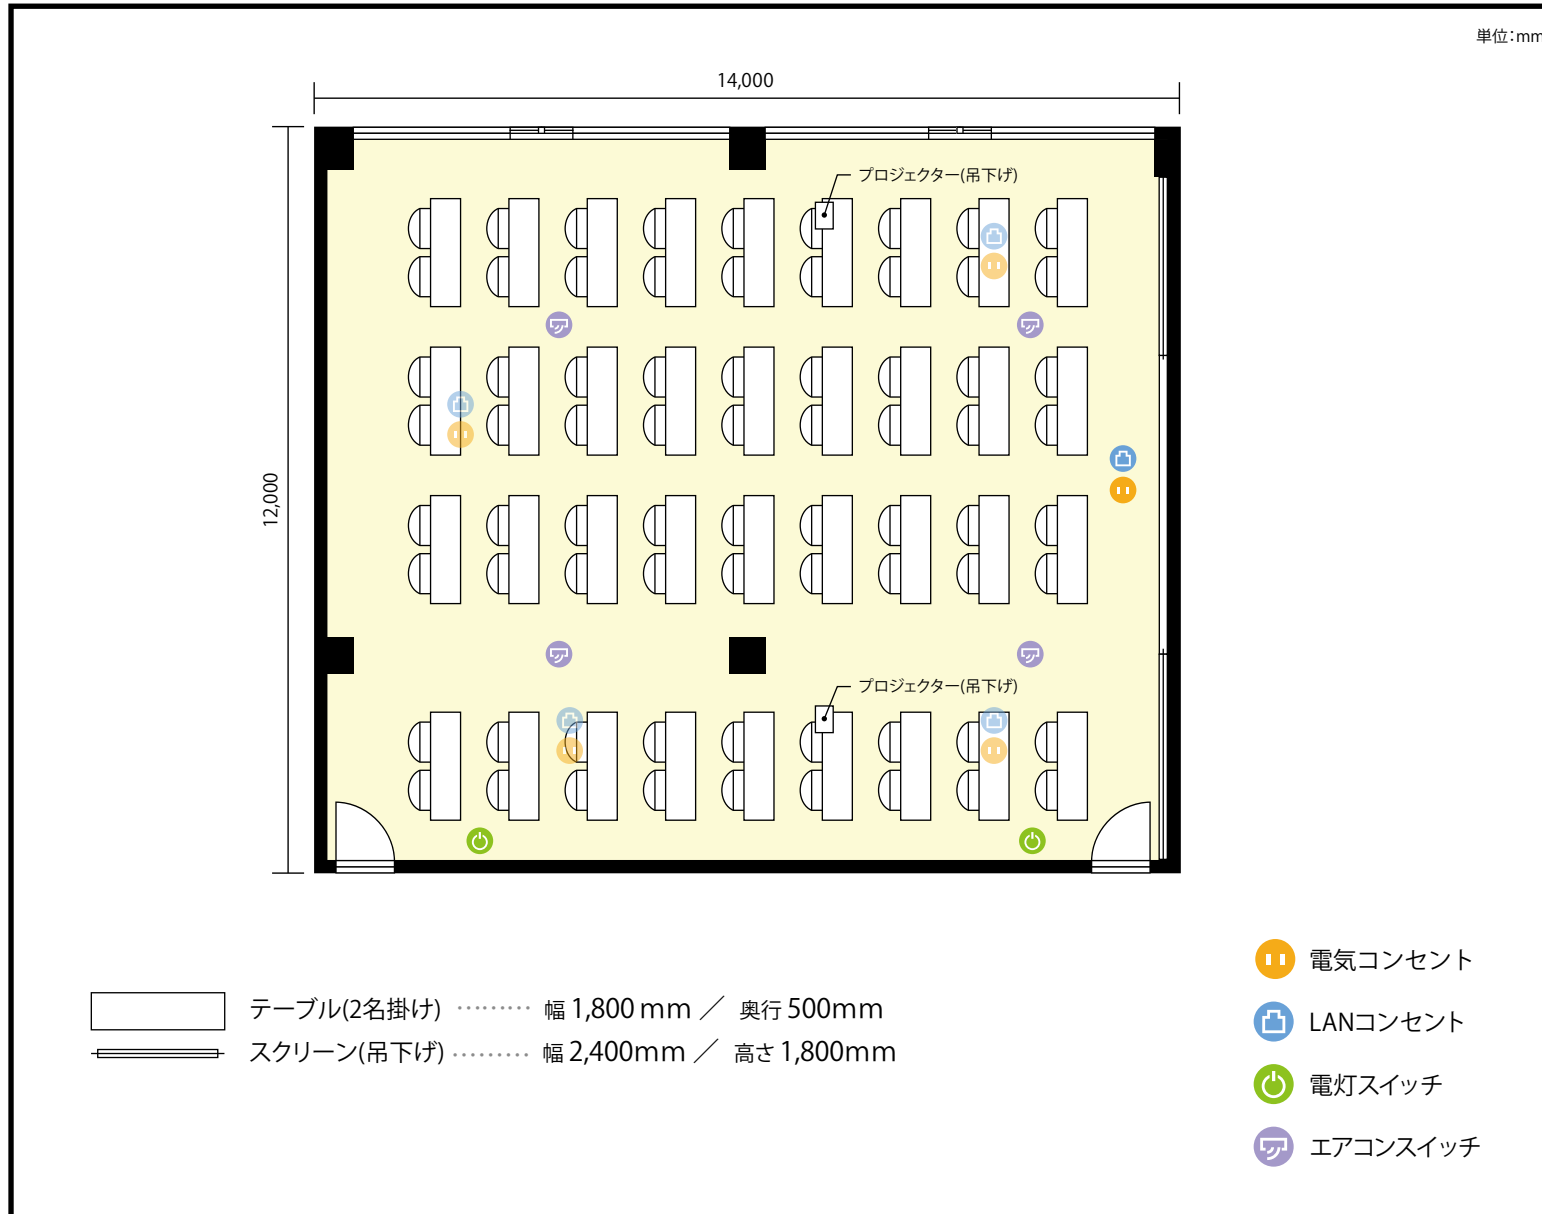 単位：mm
14,000
プロジェクター(吊下げ)
12,000
プロジェクター(吊下げ)
テーブル(2名掛け) ……… 幅 1,800 mm ／ 奥行 500mm
スクリーン(吊下げ) ……… 幅 2,400mm ／ 高さ 1,800mm
電気コンセント
LANコンセント
電灯スイッチ
エアコンスイッチ